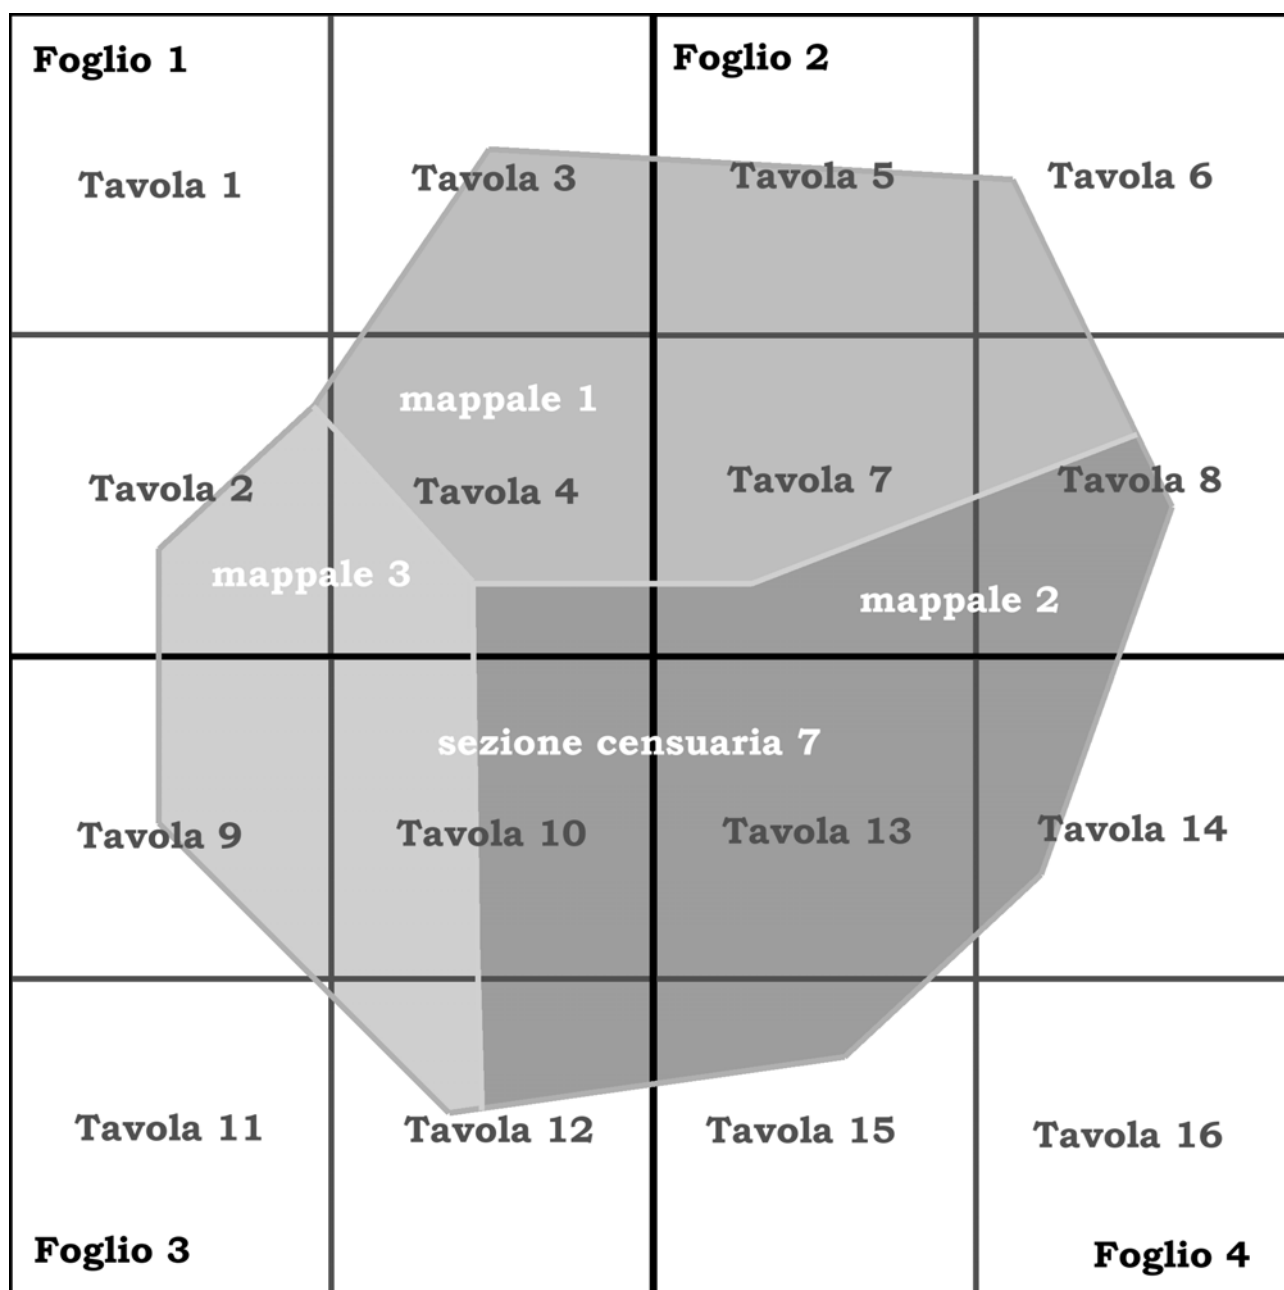 Foglio 1
Foglio 2
Tavola 1
Tavola 3
Tavola 5
Tavola 6
mappale 1
Tavola 2
Tavola 4
Tavola 7
Tavola 8
mappale 3
mappale 2
sezione censuaria 7
Tavola 9
Tavola 10
Tavola 13
Tavola 14
Tavola 11
Tavola 12
Tavola 15
Tavola 16
Foglio 3
Foglio 4